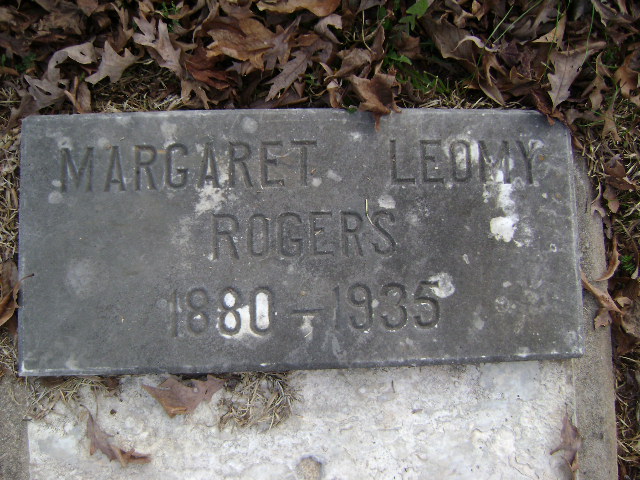 MARGARET LEOMY
ROGERS
1880 - 1935